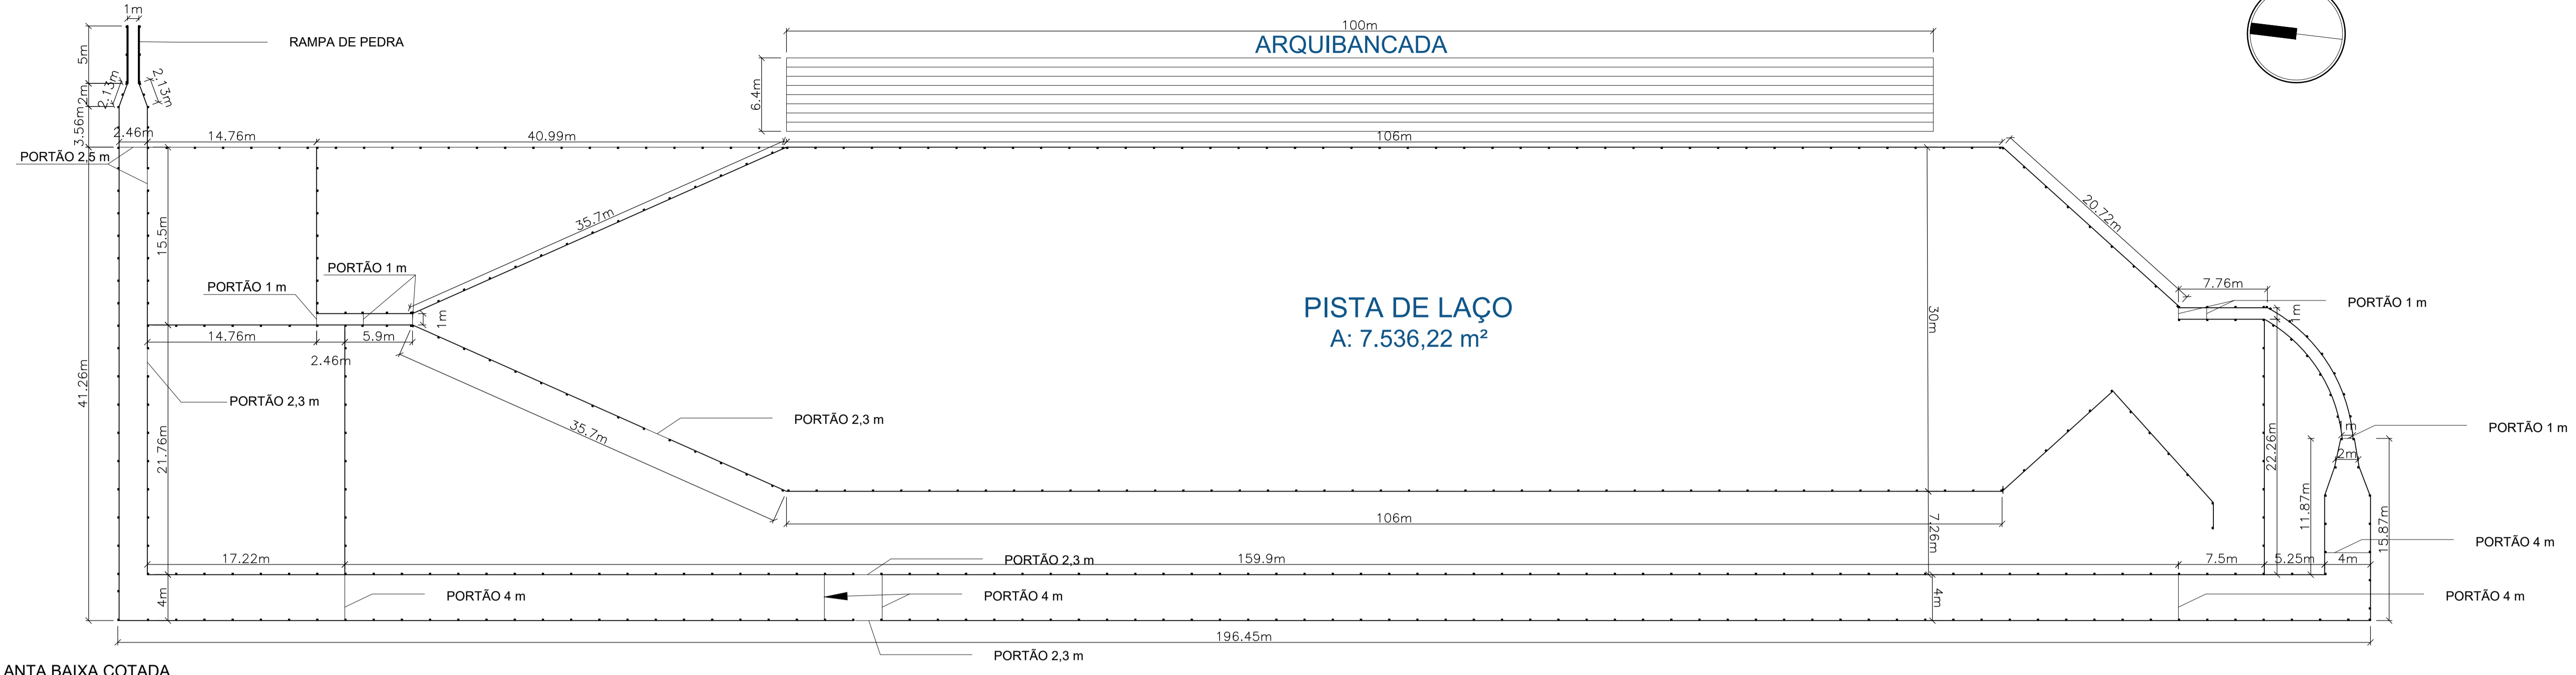 1m
100m
RAMPA DE PEDRA
ARQUIBANCADA
5m
2.13m
2.13m
2m
6.4m
3.56m
2.46m
14.76m
40.99m
106m
PORTÃO 2,5 m
15.5m
35.7m
20.72m
PORTÃO 1 m
PORTÃO 1 m
7.76m
PORTÃO 1 m
1m
1m
PISTA DE LAÇO
A: 7.536,22 m²
30m
14.76m
5.9m
2.46m
41.26m
PORTÃO 2,3 m
PORTÃO 2,3 m
35.7m
PORTÃO 1 m
21.76m
22.26m
2m
11.87m
15.87m
106m
7.26m
17.22m
PORTÃO 2,3 m
159.9m
7.5m
5.25m
4m
PORTÃO 4 m
4m
PORTÃO 4 m
PORTÃO 4 m
4m
PORTÃO 4 m
196.45m
PORTÃO 2,3 m
ANTA BAIXA COTADA